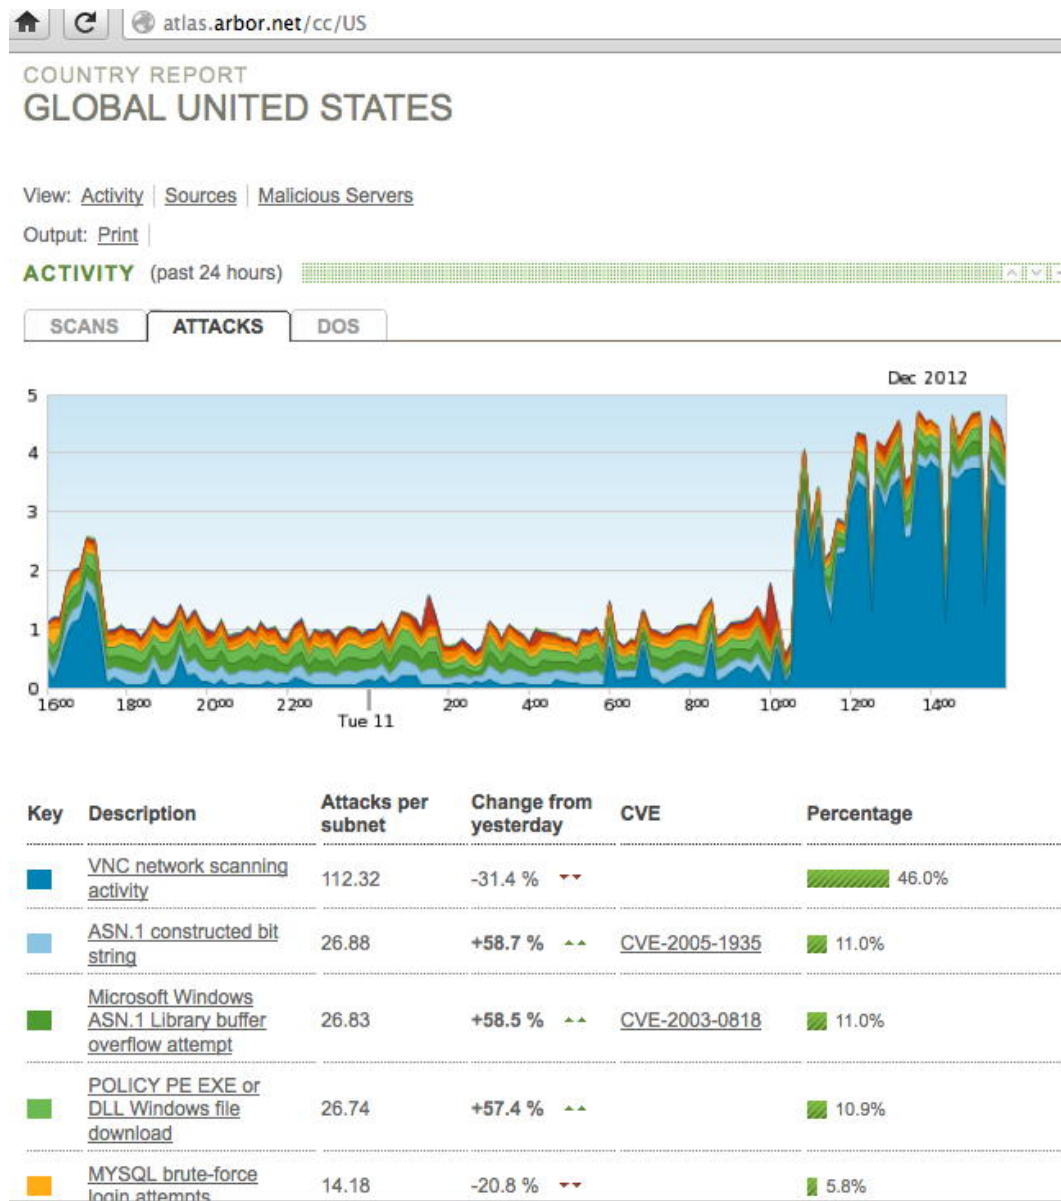 atlas.arbor.net/cc/US
COUNTRY REPORT
GLOBAL UNITED STATES
View: Activity | Sources | Malicious Servers
Output: Print |
ACTIVITY (past 24 hours)
SCANS ATTACKS DOS
Dec 2012
5
4
3
2
1
0
16⁰⁰ 18⁰⁰ 20⁰⁰ 22⁰⁰ 2⁰⁰ 4⁰⁰ 6⁰⁰ 8⁰⁰ 10⁰⁰ 12⁰⁰ 14⁰⁰
Tue 11
Key Description Attacks per subnet Change from yesterday CVE Percentage
VNC network scanning
activity
112.32 -31.4 % 46.0%
ASN.1 constructed bit
string
26.88 +58.7 % CVE-2005-1935 11.0%
Microsoft Windows
ASN.1 Library buffer
overflow attempt
26.83 +58.5 % CVE-2003-0818 11.0%
POLICY PE EXE or
DLL Windows file
download
26.74 +57.4 % 10.9%
MYSQL brute-force
login attempts
14.18 -20.8 % 5.8%